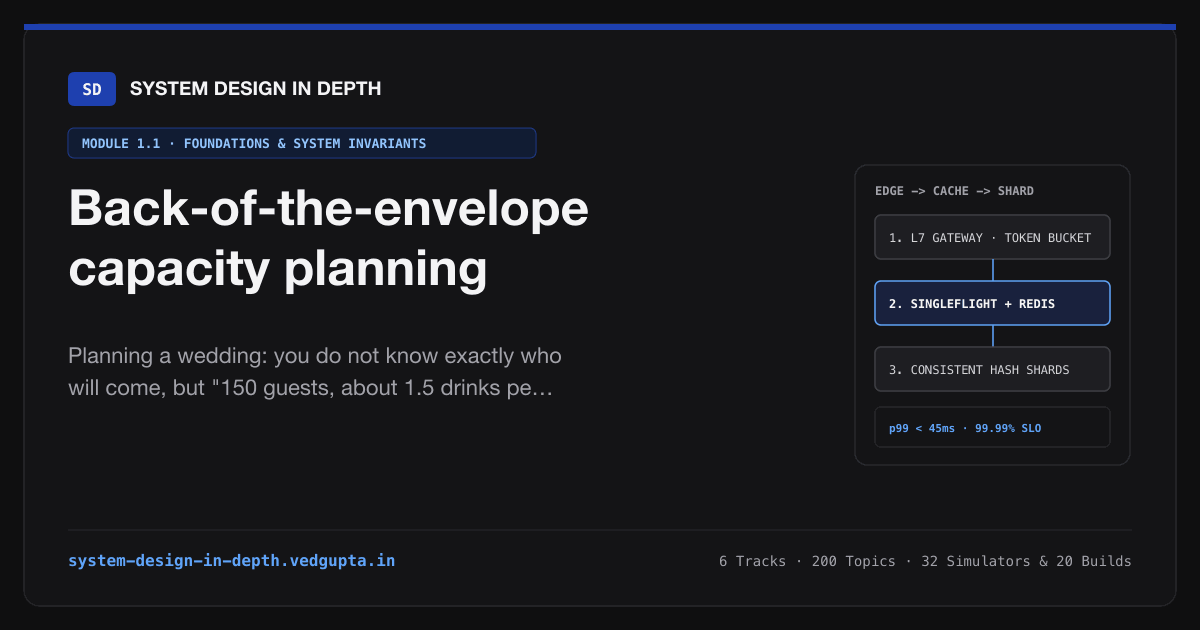 SD SYSTEM DESIGN IN DEPTH
MODULE 1.1 · FOUNDATIONS & SYSTEM INVARIANTS
Back-of-the-envelope
capacity planning
Planning a wedding: you do not know exactly who
will come, but "150 guests, about 1.5 drinks pe…
EDGE —> CACHE —> SHARD
1. L7 GATEWAY · TOKEN BUCKET
2. SINGLEFLIGHT + REDIS
3. CONSISTENT HASH SHARDS
p99 < 45ms · 99.99% SLO
system-design-in-depth.vedgupta.in
6 Tracks · 200 Topics · 32 Simulators & 20 Builds